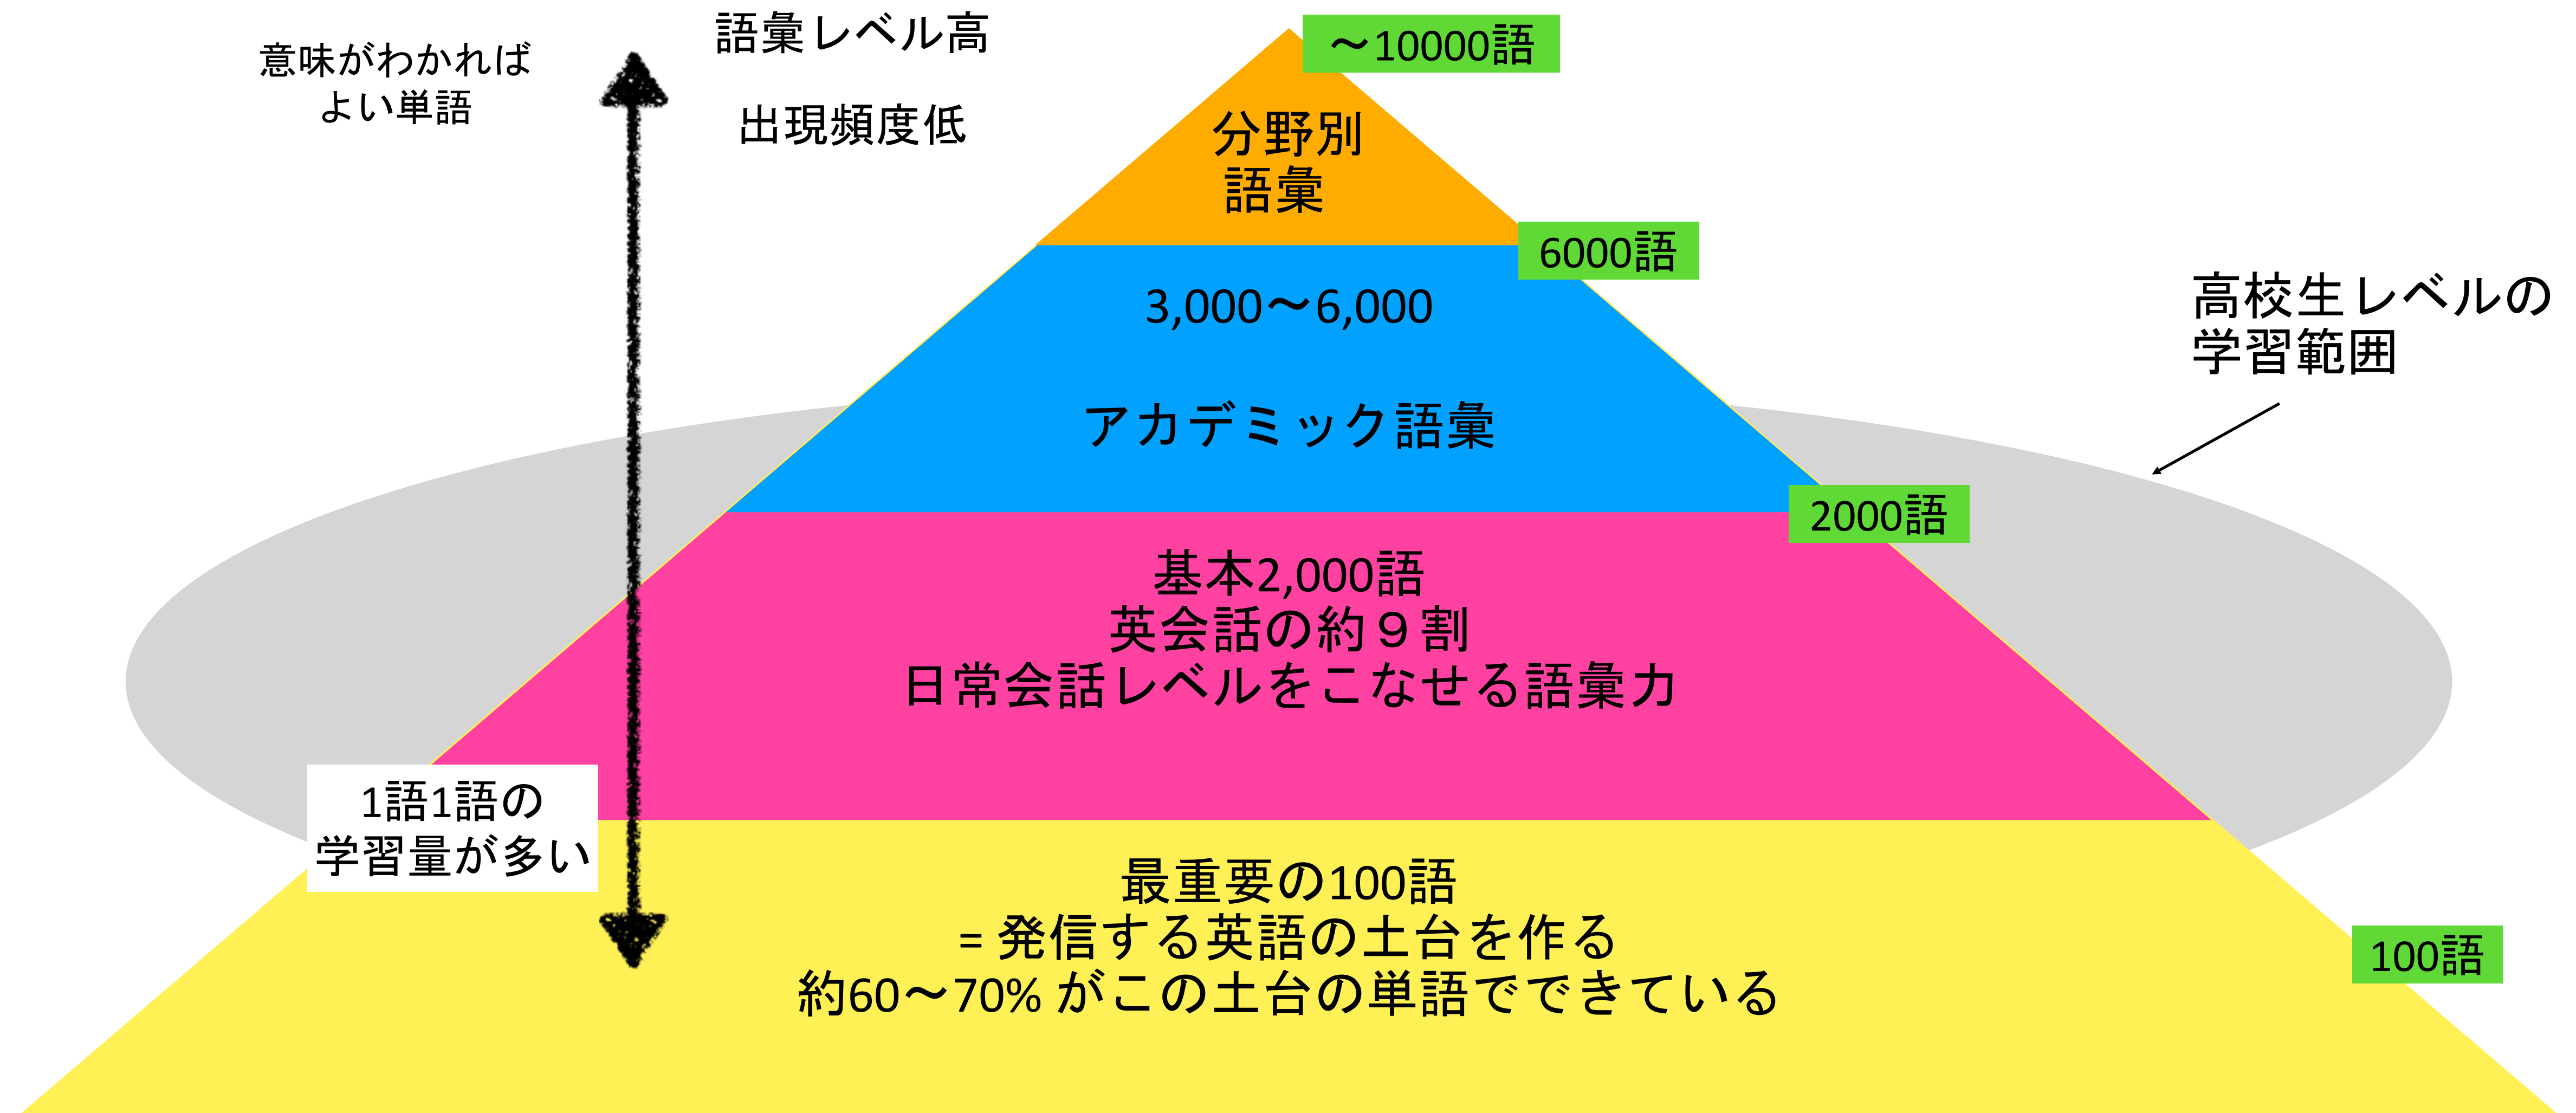 意味がわかれば
よい単語
語彙レベル高
出現頻度低
〜10000語
分野別
語彙
6000語
3,000〜6,000
アカデミック語彙
高校生レベルの
学習範囲
2000語
基本2,000語
英会話の約９割
日常会話レベルをこなせる語彙力
1語1語の
学習量が多い
最重要の100語
= 発信する英語の土台を作る
約60〜70% がこの土台の単語でできている
100語